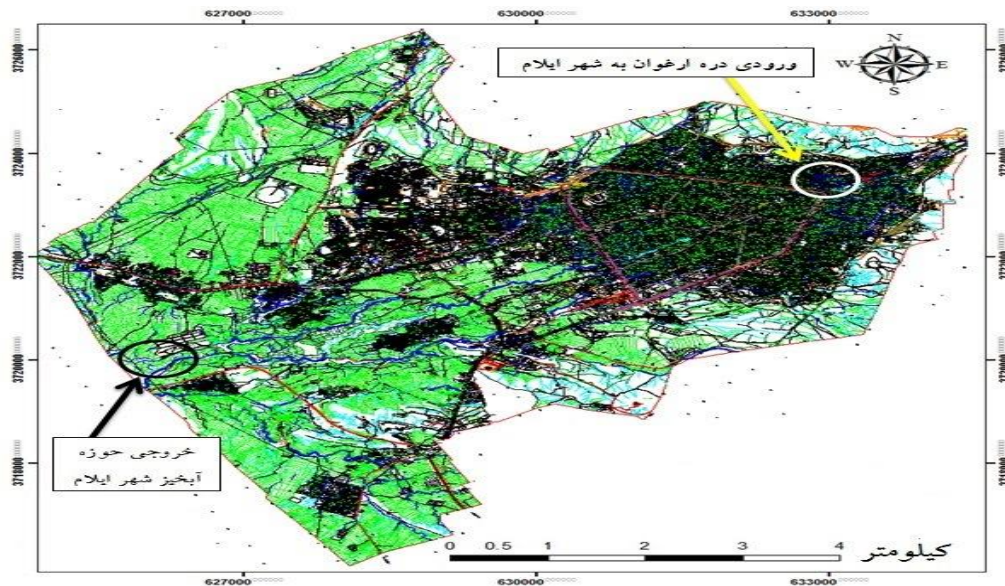 627000 630000 633000
N
W E
S
ورودی دره ارغوان به شهر ایلام
3724000
3722000
3720000
3718000
خروجی حوزه
آبخیز شهر ایلام
0 0.5 1 2 3 4 کیلومتر
627000 630000 633000